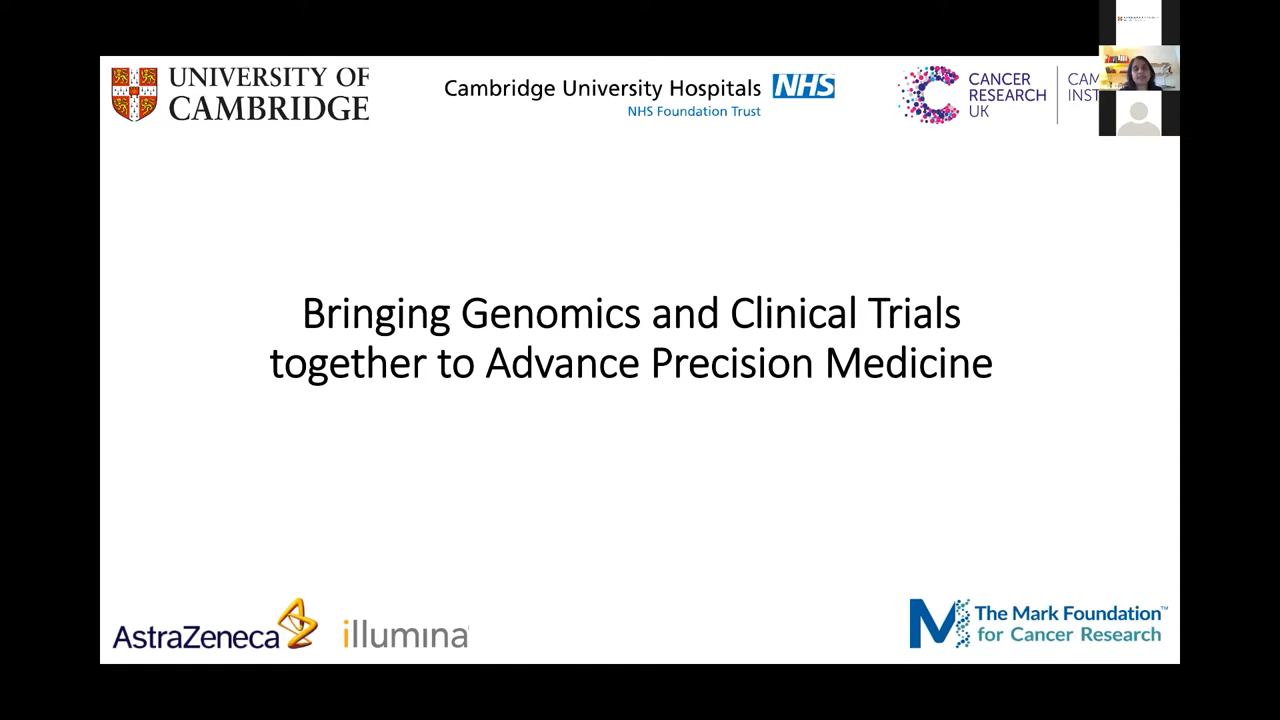 UNIVERSITY OF
CAMBRIDGE
Cambridge University Hospitals NHS
NHS Foundation Trust
CANCER
RESEARCH
UK
Bringing Genomics and Clinical Trials
together to Advance Precision Medicine
AstraZeneca
illumina
The Mark Foundation™
for Cancer Research